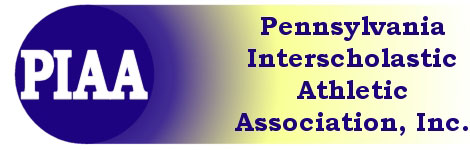 PIAA
Pennsylvania
Interscholastic
Athletic
Association, Inc.